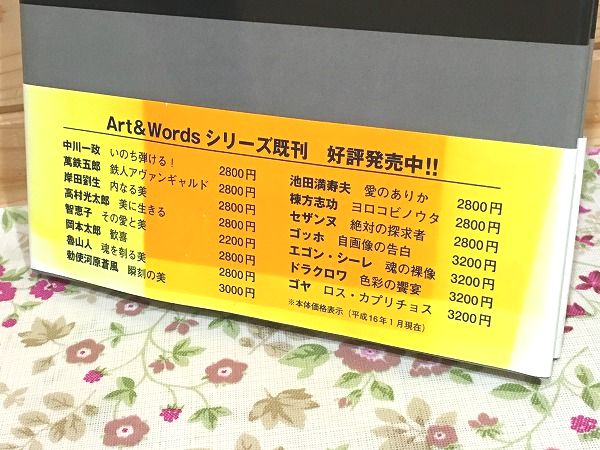 Art&Words シリーズ既刊　好評発売中!!
中川一政　いのち弾ける！　2800円
萬鉄五郎　鉄人アヴァンギャルド　2800円
岸田劉生　内なる美　2800円
高村光太郎　美に生きる　2800円
智恵子　その愛と美　2200円
岡本太郎　歓喜　2800円
魯山人　魂を剔る美　2800円
勅使河原蒼風　瞬刻の美　3000円
池田満寿夫　愛のありか　2800円
棟方志功　ヨロコビノウタ　2800円
セザンヌ　絶対の探求者　2800円
ゴッホ　自画像の告白　3200円
エゴン・シーレ　魂の裸像　3200円
ドラクロワ　色彩の饗宴　3200円
ゴヤ　ロス・カプリチョス　3200円
※本体価格表示（平成16年1月現在）